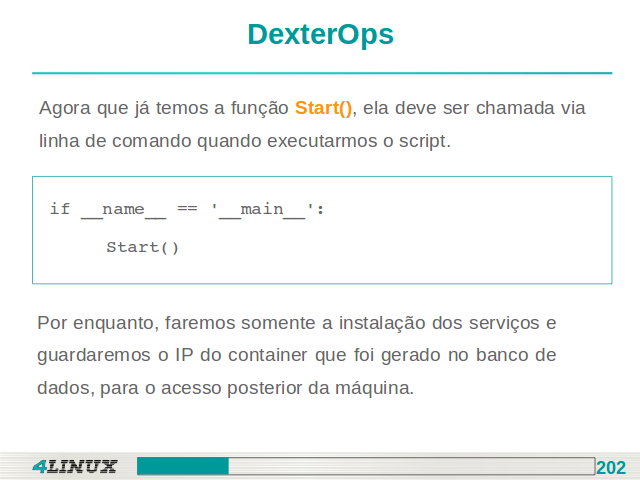 DexterOps
Agora que já temos a função Start(), ela deve ser chamada via
linha de comando quando executarmos o script.
if __name__ == '__main__':
Start()
Por enquanto, faremos somente a instalação dos serviços e
guardaremos o IP do container que foi gerado no banco de
dados, para o acesso posterior da máquina.
4LINUX
202